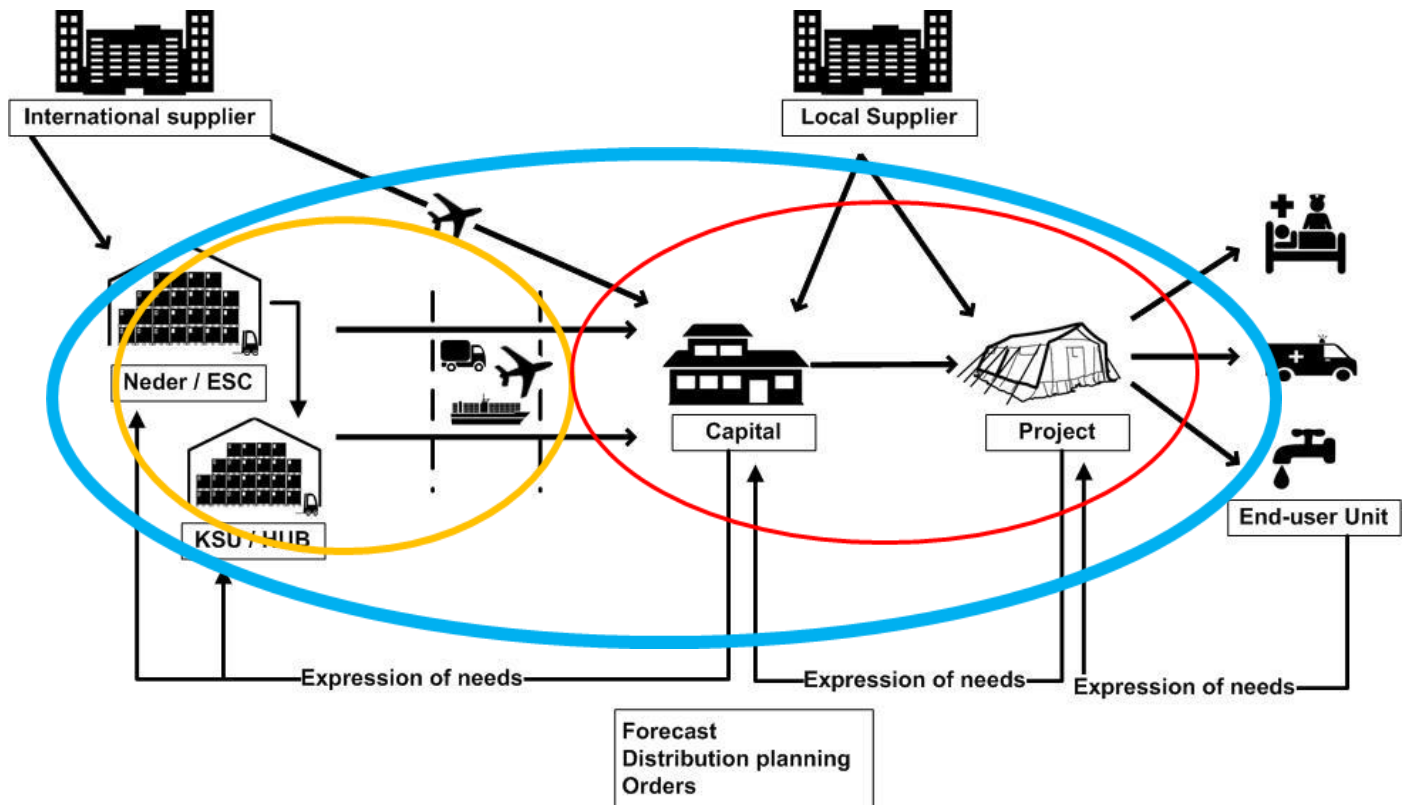 International supplier
Local Supplier
Neder / ESC
Capital
Project
KSU / HUB
End-user Unit
Expression of needs
Expression of needs
Expression of needs
Forecast
Distribution planning
Orders